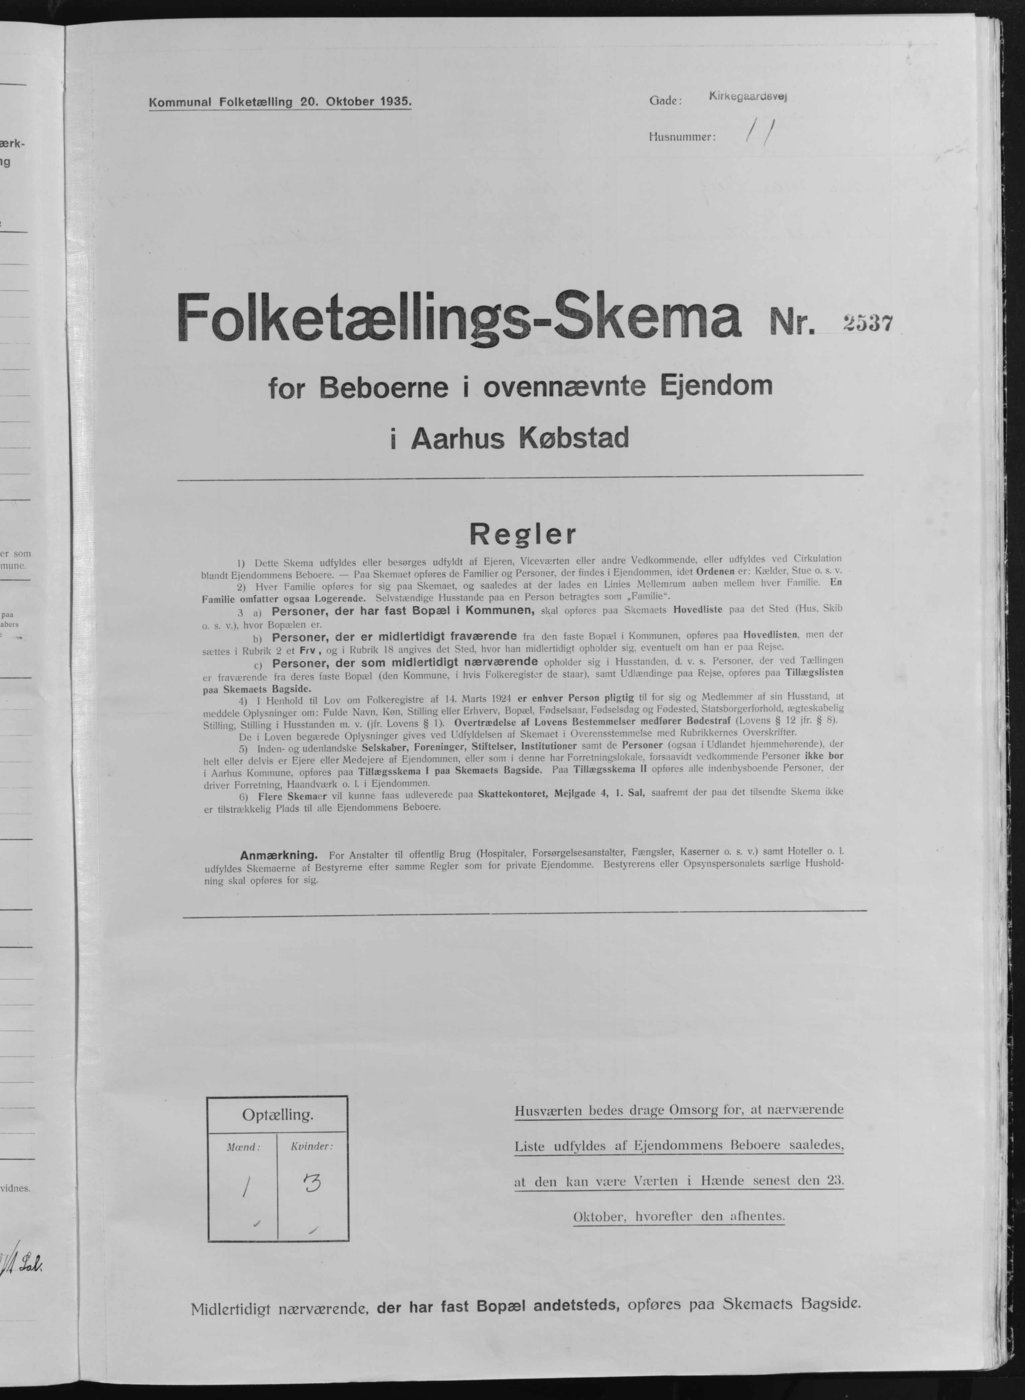 Kommunal Folketælling 20. Oktober 1935.
Gade: Kirkegaardsvej
Husnummer: 11
Folketællings-Skema Nr. 2537
for Beboerne i ovennævnte Ejendom
i Aarhus Købstad
Regler
1) Dette Skema udfyldes eller besørges udfyldt af Ejeren, Viceværten eller andre Vedkommende, eller udfyldes ved Cirkulation
blandt Ejendommens Beboere. — Paa Skemaet opføres de Familier og Personer, der findes i Ejendommen, idet Ordenen er: Kælder, Stue o. s. v.
2) Hver Familie opføres for sig paa Skemaet, og saaledes at der lades en Linies Mellemrum aaben mellem hver Familie. En
Familie omfatter ogsaa Logerende. Selvstændige Husstande paa en Person betragtes som „Familie“.
3 a) Personer, der har fast Bopæl i Kommunen, skal opføres paa Skemaets Hovedliste paa det Sted (Hus, Skib
o. s. v.), hvor Bopælen er.
b) Personer, der er midlertidigt fraværende fra den faste Bopæl i Kommunen, opføres paa Hovedlisten, men der
sættes i Rubrik 2 et Frv, og i Rubrik 18 angives det Sted, hvor han midlertidigt opholder sig, eventuelt om han er paa Rejse.
c) Personer, der som midlertidigt nærværende opholder sig i Husstanden, d. v. s. Personer, der ved Tællingen
er fraværende fra deres faste Bopæl (den Kommune, i hvis Folkeregister de staar), samt Udlændinge paa Rejse, opføres paa Tillægslisten
paa Skemaets Bagside.
4) I Henhold til Lov om Folkeregistre af 14. Marts 1924 er enhver Person pligtig til for sig og Medlemmer af sin Husstand, at
meddele Oplysninger om: Fulde Navn, Køn, Stilling eller Erhverv, Bopæl, Fødselsaar, Fødselsdag og Fødested, Statsborgerforhold, ægteskabelig
Stilling, Stilling i Husstanden m. v. (jfr. Lovens § 1). Overtrædelse af Lovens Bestemmelser medfører Bødestraf (Lovens § 12 jfr. § 8).
De i Loven begærede Oplysninger gives ved Udfyldelsen af Skemaet i Overensstemmelse med Rubrikkernes Overskrifter.
5) Inden- og udenlandske Selskaber, Foreninger, Stiftelser, Institutioner samt de Personer (ogsaa i Udlandet hjemmehørende), der
helt eller delvis er Ejere eller Medejere af Ejendommen, eller som i denne har Forretningslokale, forsaavidt vedkommende Personer ikke bor
i Aarhus Kommune, opføres paa Tillægsskema I paa Skemaets Bagside. Paa Tillægsskema II opføres alle indenbysboende Personer, der
driver Forretning, Haandværk o. l. i Ejendommen.
6) Flere Skemaer vil kunne faas udleverede paa Skattekontoret, Mejlgade 4, 1. Sal, saafremt der paa det tilsendte Skema ikke
er tilstrækkelig Plads til alle Ejendommens Beboere.
Anmærkning. For Anstalter til offentlig Brug (Hospitaler, Forsørgelsesanstalter, Fængsler, Kaserner o. s. v.) samt Hoteller o. l.
udfyldes Skemaerne af Bestyrerne efter samme Regler som for private Ejendomme. Bestyrerens eller Opsynspersonalets særlige Hushold-
ning skal opføres for sig.
Optælling.
Mænd: Kvinder:
1 3
Husværten bedes drage Omsorg for, at nærværende
Liste udfyldes af Ejendommens Beboere saaledes,
at den kan være Værten i Hænde senest den 23.
Oktober, hvorefter den afhentes.
Midlertidigt nærværende, der har fast Bopæl andetsteds, opføres paa Skemaets Bagside.